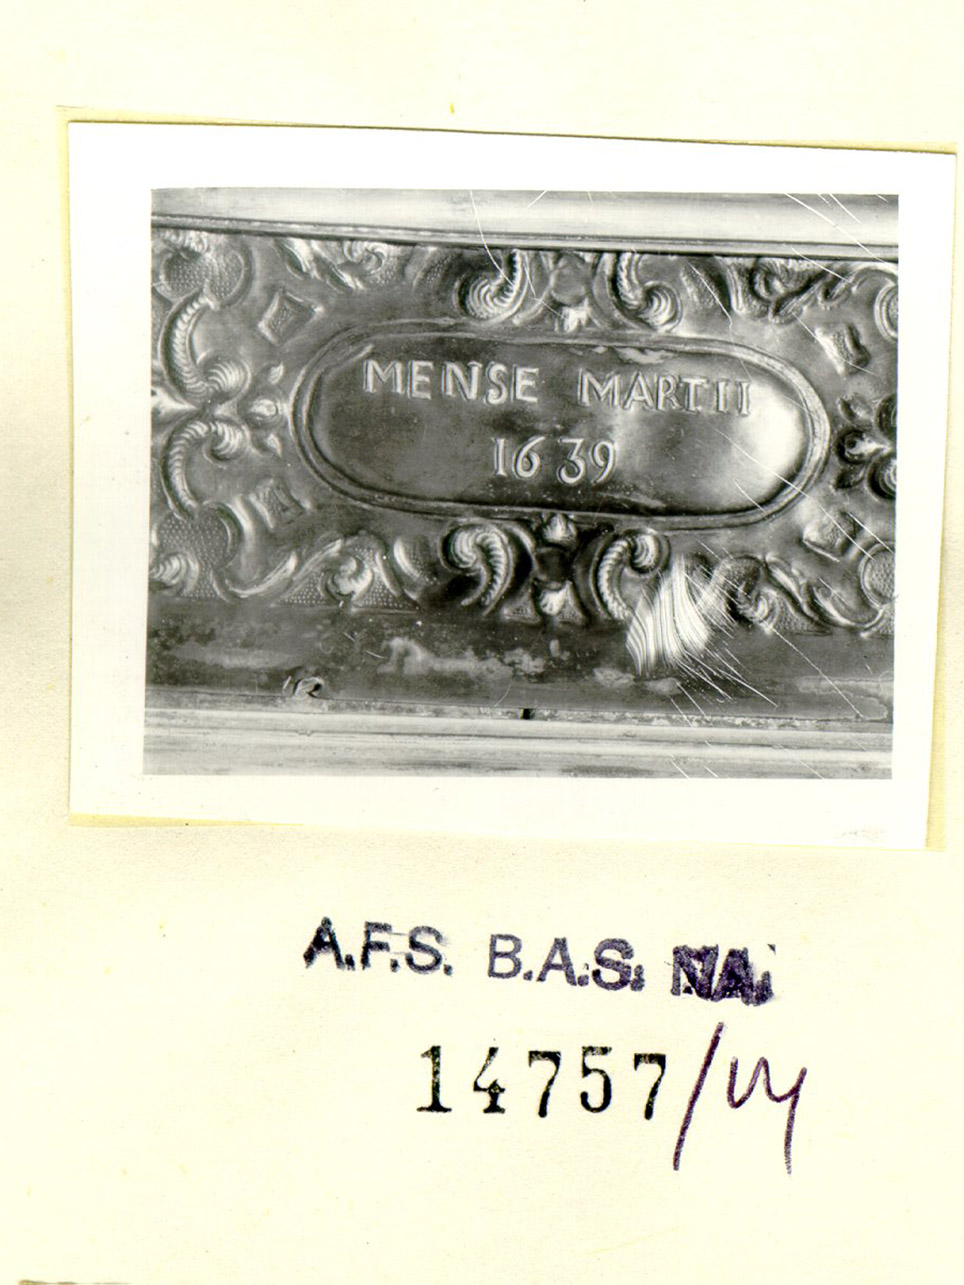 MENSE MARTII
1639
A.F.S. B.A.S. NA.
14757/M